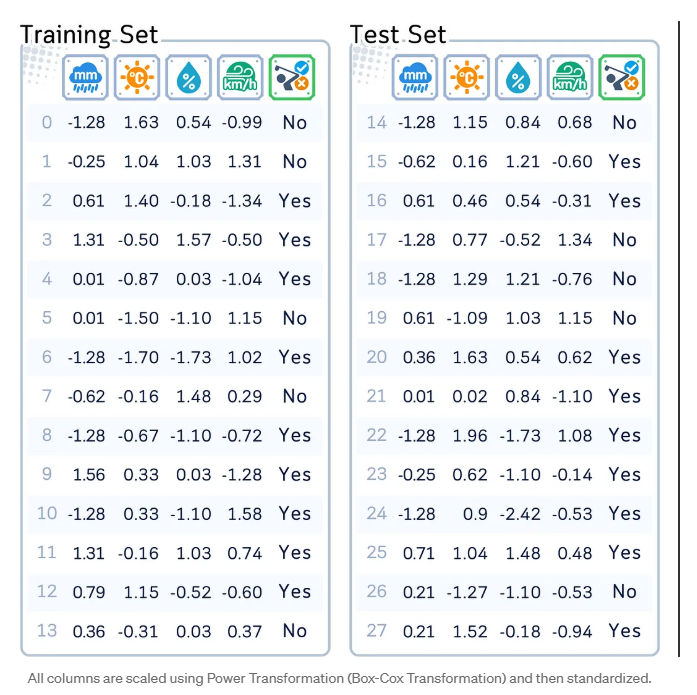 Training Set
mm °C % km/h
0 -1.28 1.63 0.54 -0.99 No
1 -0.25 1.04 1.03 1.31 No
2 0.61 1.40 -0.18 -1.34 Yes
3 1.31 -0.50 1.57 -0.50 Yes
4 0.01 -0.87 0.03 -1.04 Yes
5 0.01 -1.50 -1.10 1.15 No
6 -1.28 -1.70 -1.73 1.02 Yes
7 -0.62 -0.16 1.48 0.29 No
8 -1.28 -0.67 -1.10 -0.72 Yes
9 1.56 0.33 0.03 -1.28 Yes
10 -1.28 0.33 -1.10 1.58 Yes
11 1.31 -0.16 1.03 0.74 Yes
12 0.79 1.15 -0.52 -0.60 Yes
13 0.36 -0.31 0.03 0.37 No
Test Set
mm °C % km/h
14 -1.28 1.15 0.84 0.68 No
15 -0.62 0.16 1.21 -0.60 Yes
16 0.61 0.46 0.54 -0.31 Yes
17 -1.28 0.77 -0.52 1.34 No
18 -1.28 1.29 1.21 -0.76 No
19 0.61 -1.09 1.03 1.15 No
20 0.36 1.63 0.54 0.62 Yes
21 0.01 0.02 0.84 -1.10 Yes
22 -1.28 1.96 -1.73 1.08 Yes
23 -0.25 0.62 -1.10 -0.14 Yes
24 -1.28 0.9 -2.42 -0.53 Yes
25 0.71 1.04 1.48 0.48 Yes
26 0.21 -1.27 -1.10 -0.53 No
27 0.21 1.52 -0.18 -0.94 Yes
All columns are scaled using Power Transformation (Box-Cox Transformation) and then standardized.